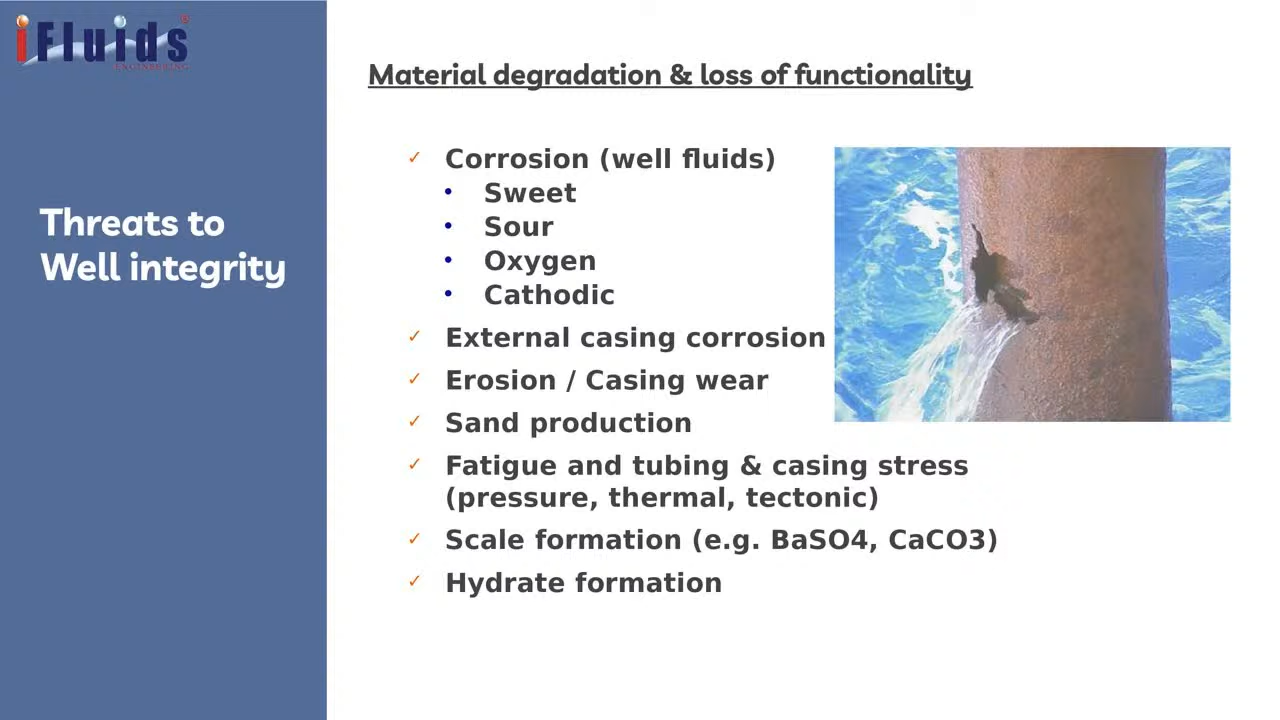 iFluids
ENGINEERING
Threats to
Well integrity
Material degradation & loss of functionality
✓ Corrosion (well fluids)
• Sweet
• Sour
• Oxygen
• Cathodic
✓ External casing corrosion
✓ Erosion / Casing wear
✓ Sand production
✓ Fatigue and tubing & casing stress
(pressure, thermal, tectonic)
✓ Scale formation (e.g. BaSO4, CaCO3)
✓ Hydrate formation